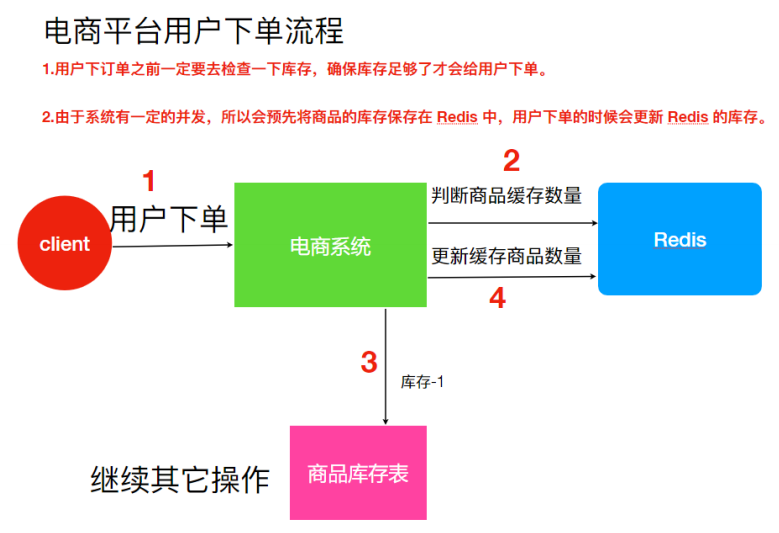 电商平台用户下单流程
1.用户下订单之前一定要去检查一下库存，确保库存足够了才会给用户下单。
2.由于系统有一定的并发，所以会预先将商品的库存保存在 Redis 中，用户下单的时候会更新 Redis 的库存。
1
2
用户下单
判断商品缓存数量
client
电商系统
Redis
更新缓存商品数量
4
3
库存-1
继续其它操作
商品库存表